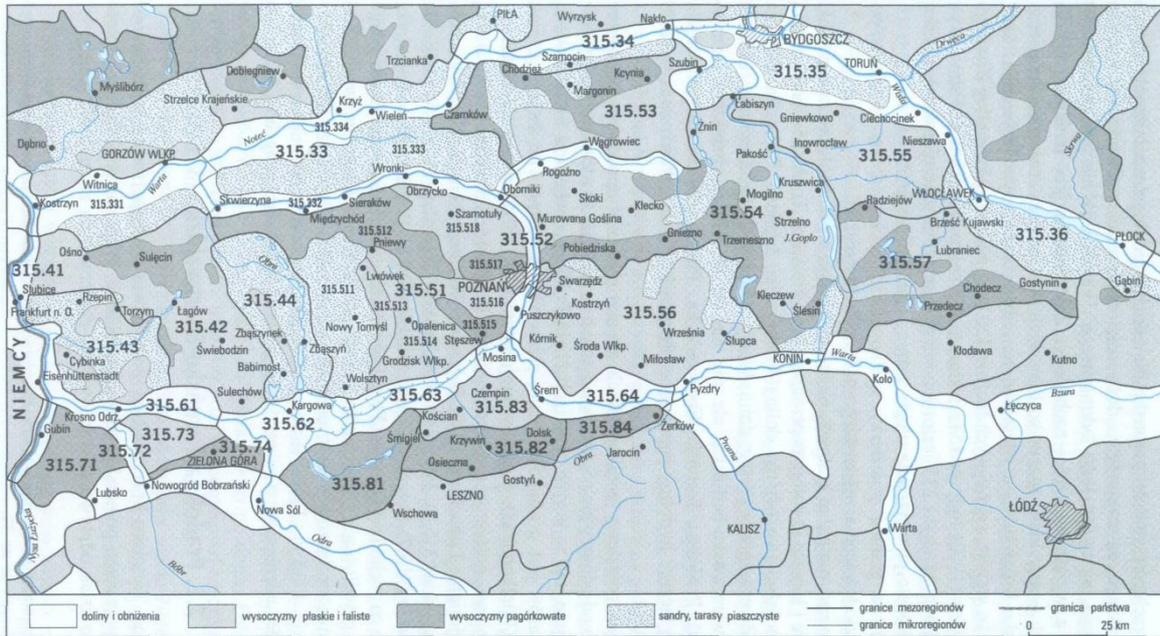 PIŁA
Wyrzysk
Nakło
BYDGOSZCZ
315.34
Szamocin
Trzcianka
Drwęca
TORUŃ
Dobiegniew
Chodzież
Szubin
Myślibórz
Kcynia
315.35
Margonin
Strzelce Krajeńskie
Krzyż
Wieleń
Czarnków
315.53
Łabiszyn
Wisła
Gniewkowo
Ciechocinek
315.334
Noteć
Żnin
Dębno
315.33
315.333
Wągrowiec
Inowrocław
Nieszawa
Skrwa
GORZÓW WLKP.
Pakość
315.55
Warta
Witnica
Wronki
Rogoźno
Kruszwica
Obrzycko
Oborniki
Skoki
WŁOCŁAWEK
Kostrzyn
315.331
Skwierzyna
315.332
Sieraków
Kłecko
Mogilno
Radziejów
Międzychód
Szamotuły
315.518
Murowana Goślina
315.54
Strzelno
Brześć Kujawski
315.36
315.512
315.52
Gniezno
Trzemeszno
J.Gopło
Lubraniec
PŁOCK
Ośno
Sulęcin
Pniewy
Pobiedziska
315.57
315.41
Obra
315.517
Gostynin
Słubice
Lwówek
POZNAŃ
Swarzędz
Chodecz
Gąbin
Rzepin
315.44
315.511
315.51
Kleczew
Frankfurt n. O.
Torzym
Łagów
315.513
315.516
Kostrzyn
Ślesin
Przedecz
Puszczykowo
315.56
315.42
Nowy Tomyśl
Opalenica
315.43
Zbąszynek
315.515
Września
315.514
Stęszew
Kórnik
Słupca
Świebodzin
Zbąszyń
Środa Wlkp.
Kłodawa
Cybinka
Grodzisk Wlkp.
Mosina
Kutno
Babimost
Miłosław
KONIN
Warta
Eisenhüttenstadt
Koło
NIEMCY
Sulechów
Wolsztyn
Czempiń
Pyzdry
Bzura
Kargowa
315.63
Śrem
315.64
Krosno Odrz.
315.61
315.83
Łęczyca
315.62
Kościan
Gubin
315.73
315.84
Żerków
315.72
315.74
Śmigiel
Krzywiń
Dolsk
Prosna
ZIELONA GÓRA
315.82
315.71
Osieczna
Obra
Jarocin
315.81
Gostyń
Lubsko
Nowogród Bobrzański
LESZNO
Nowa Sól
Wschowa
ŁÓDŹ
KALISZ
Warta
Nysa Łużycka
Odra
Bóbr
doliny i obniżenia
wysoczyzny płaskie i faliste
wysoczyzny pagórkowate
sandry, tarasy piaszczyste
granice mezoregionów
granica państwa
granice mikroregionów
0 25 km